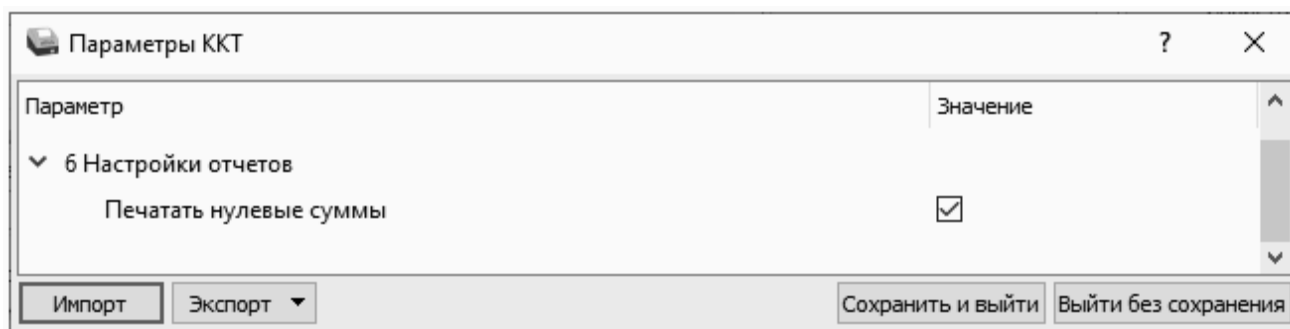 Параметры ККТ ?
Параметр Значение
6 Настройки отчетов
Печатать нулевые суммы
Импорт Экспорт Сохранить и выйти Выйти без сохранения